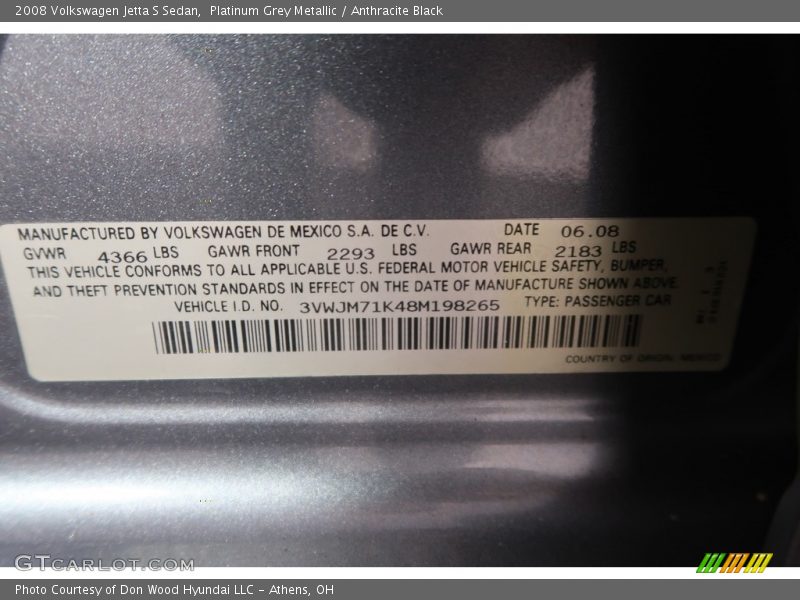 2008 Volkswagen Jetta S Sedan,  Platinum Grey Metallic / Anthracite Black
MANUFACTURED BY VOLKSWAGEN DE MEXICO S.A. DE C.V. DATE 06.08
GVWR 4366 LBS GAWR FRONT 2293 LBS GAWR REAR 2183 LBS
THIS VEHICLE CONFORMS TO ALL APPLICABLE U.S. FEDERAL MOTOR VEHICLE SAFETY, BUMPER,
AND THEFT PREVENTION STANDARDS IN EFFECT ON THE DATE OF MANUFACTURE SHOWN ABOVE.
VEHICLE I.D. NO. 3VWJM71K48M198265 TYPE: PASSENGER CAR
COUNTRY OF ORIGIN: MEXICO
GTCARLOT.COM
Photo Courtesy of Don Wood Hyundai LLC - Athens, OH